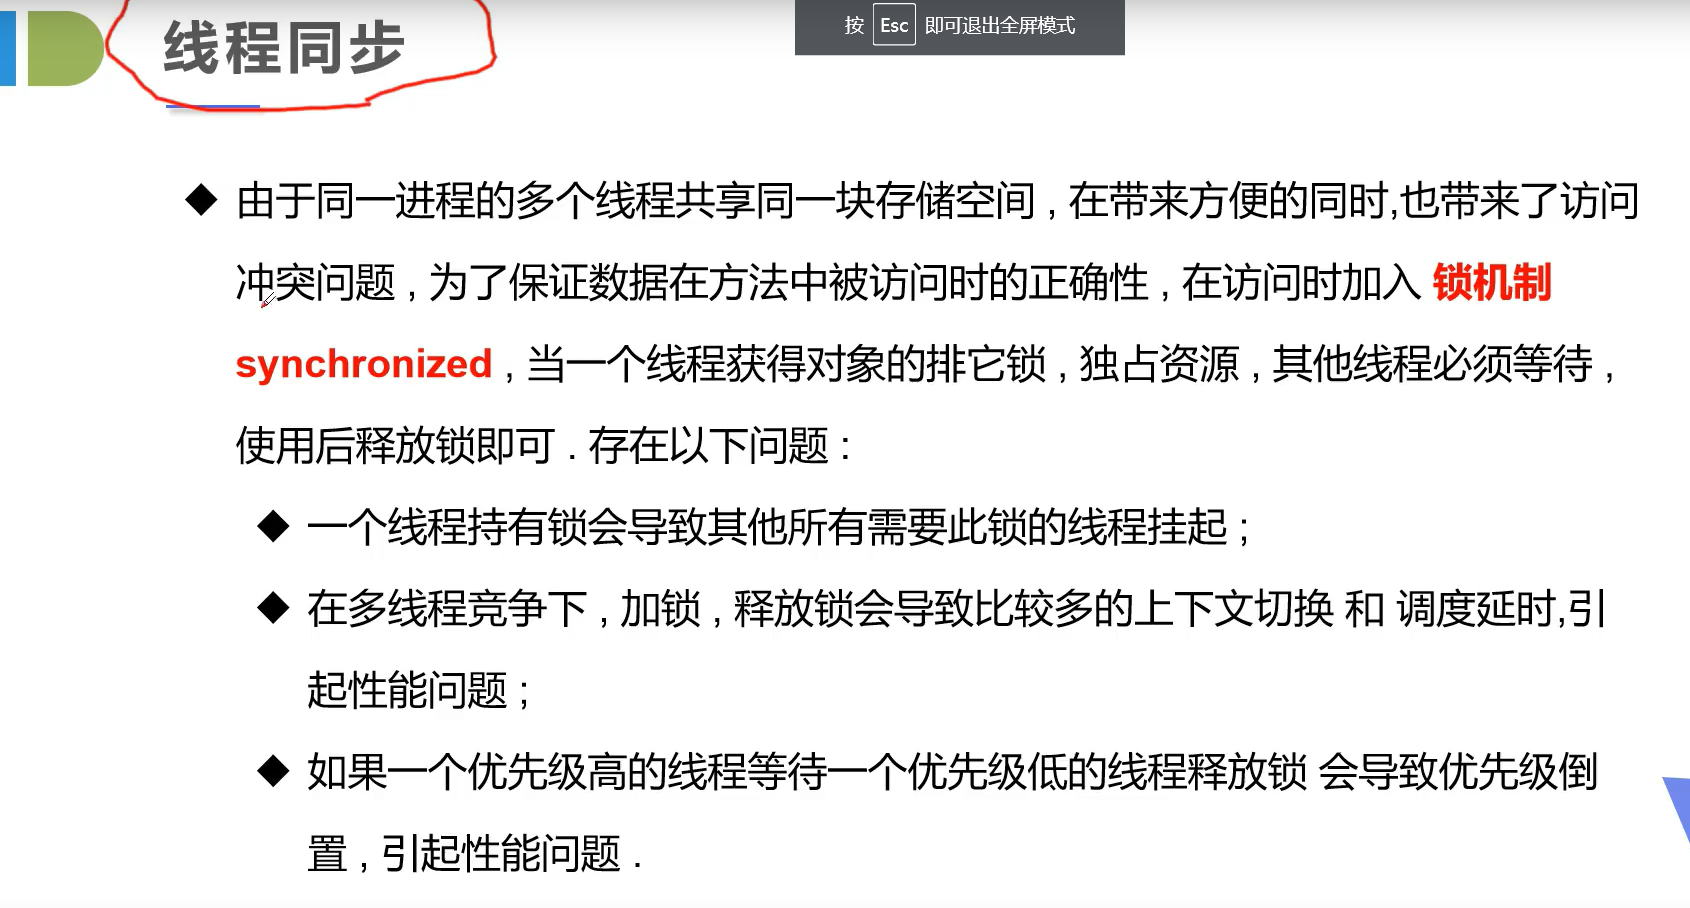 线程同步
按 Esc 即可退出全屏模式
由于同一进程的多个线程共享同一块存储空间 , 在带来方便的同时,也带来了访问
冲突问题 , 为了保证数据在方法中被访问时的正确性 , 在访问时加入 锁机制
synchronized , 当一个线程获得对象的排它锁 , 独占资源 , 其他线程必须等待 ,
使用后释放锁即可 . 存在以下问题 :
一个线程持有锁会导致其他所有需要此锁的线程挂起 ;
在多线程竞争下 , 加锁 , 释放锁会导致比较多的上下文切换 和 调度延时,引
起性能问题 ;
如果一个优先级高的线程等待一个优先级低的线程释放锁 会导致优先级倒
置 , 引起性能问题 .